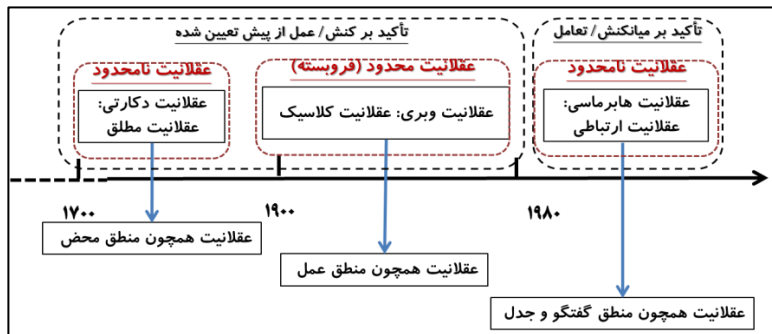 تأکید بر کنش/ عمل از پیش تعیین شده
تأکید بر میانکنش/ تعامل
عقلانیت نامحدود
عقلانیت محدود (فروبسته)
عقلانیت نامحدود
عقلانیت دکارتی:
عقلانیت مطلق
عقلانیت وبری: عقلانیت کلاسیک
عقلانیت هابرماسی:
عقلانیت ارتباطی
۱۷۰۰
۱۹۰۰
۱۹۸۰
عقلانیت همچون منطق محض
عقلانیت همچون منطق عمل
عقلانیت همچون منطق گفتگو و جدل